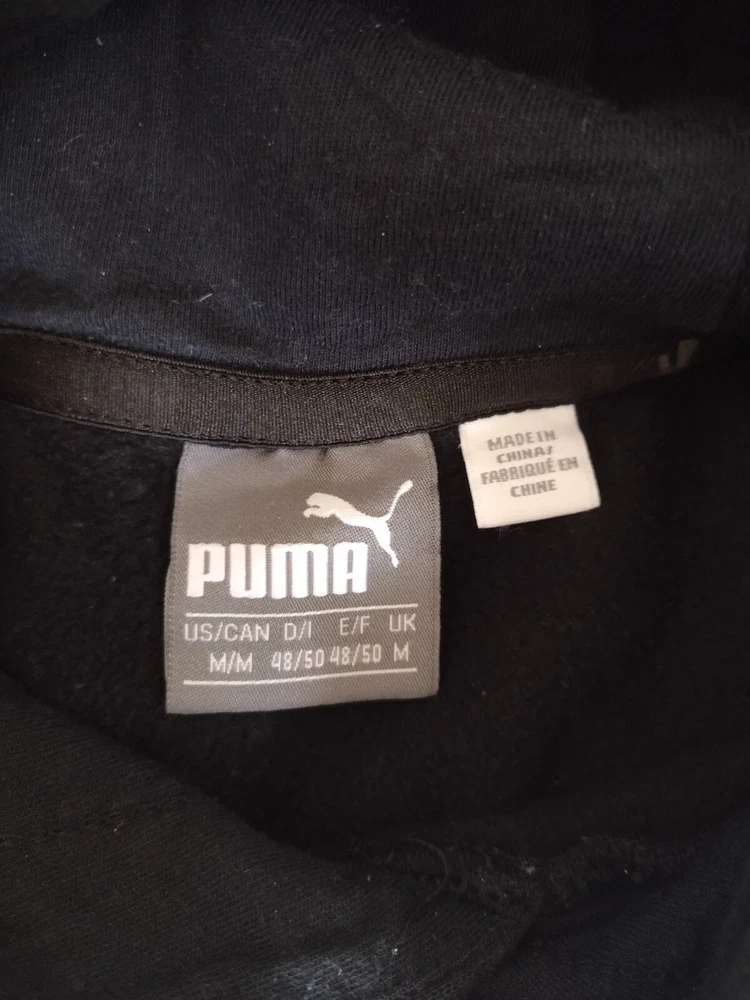 PUMA
US/CAN D/I E/F UK
M/M 48/50 48/50 M
MADE IN
CHINA/
FABRIQUÉ EN
CHINE